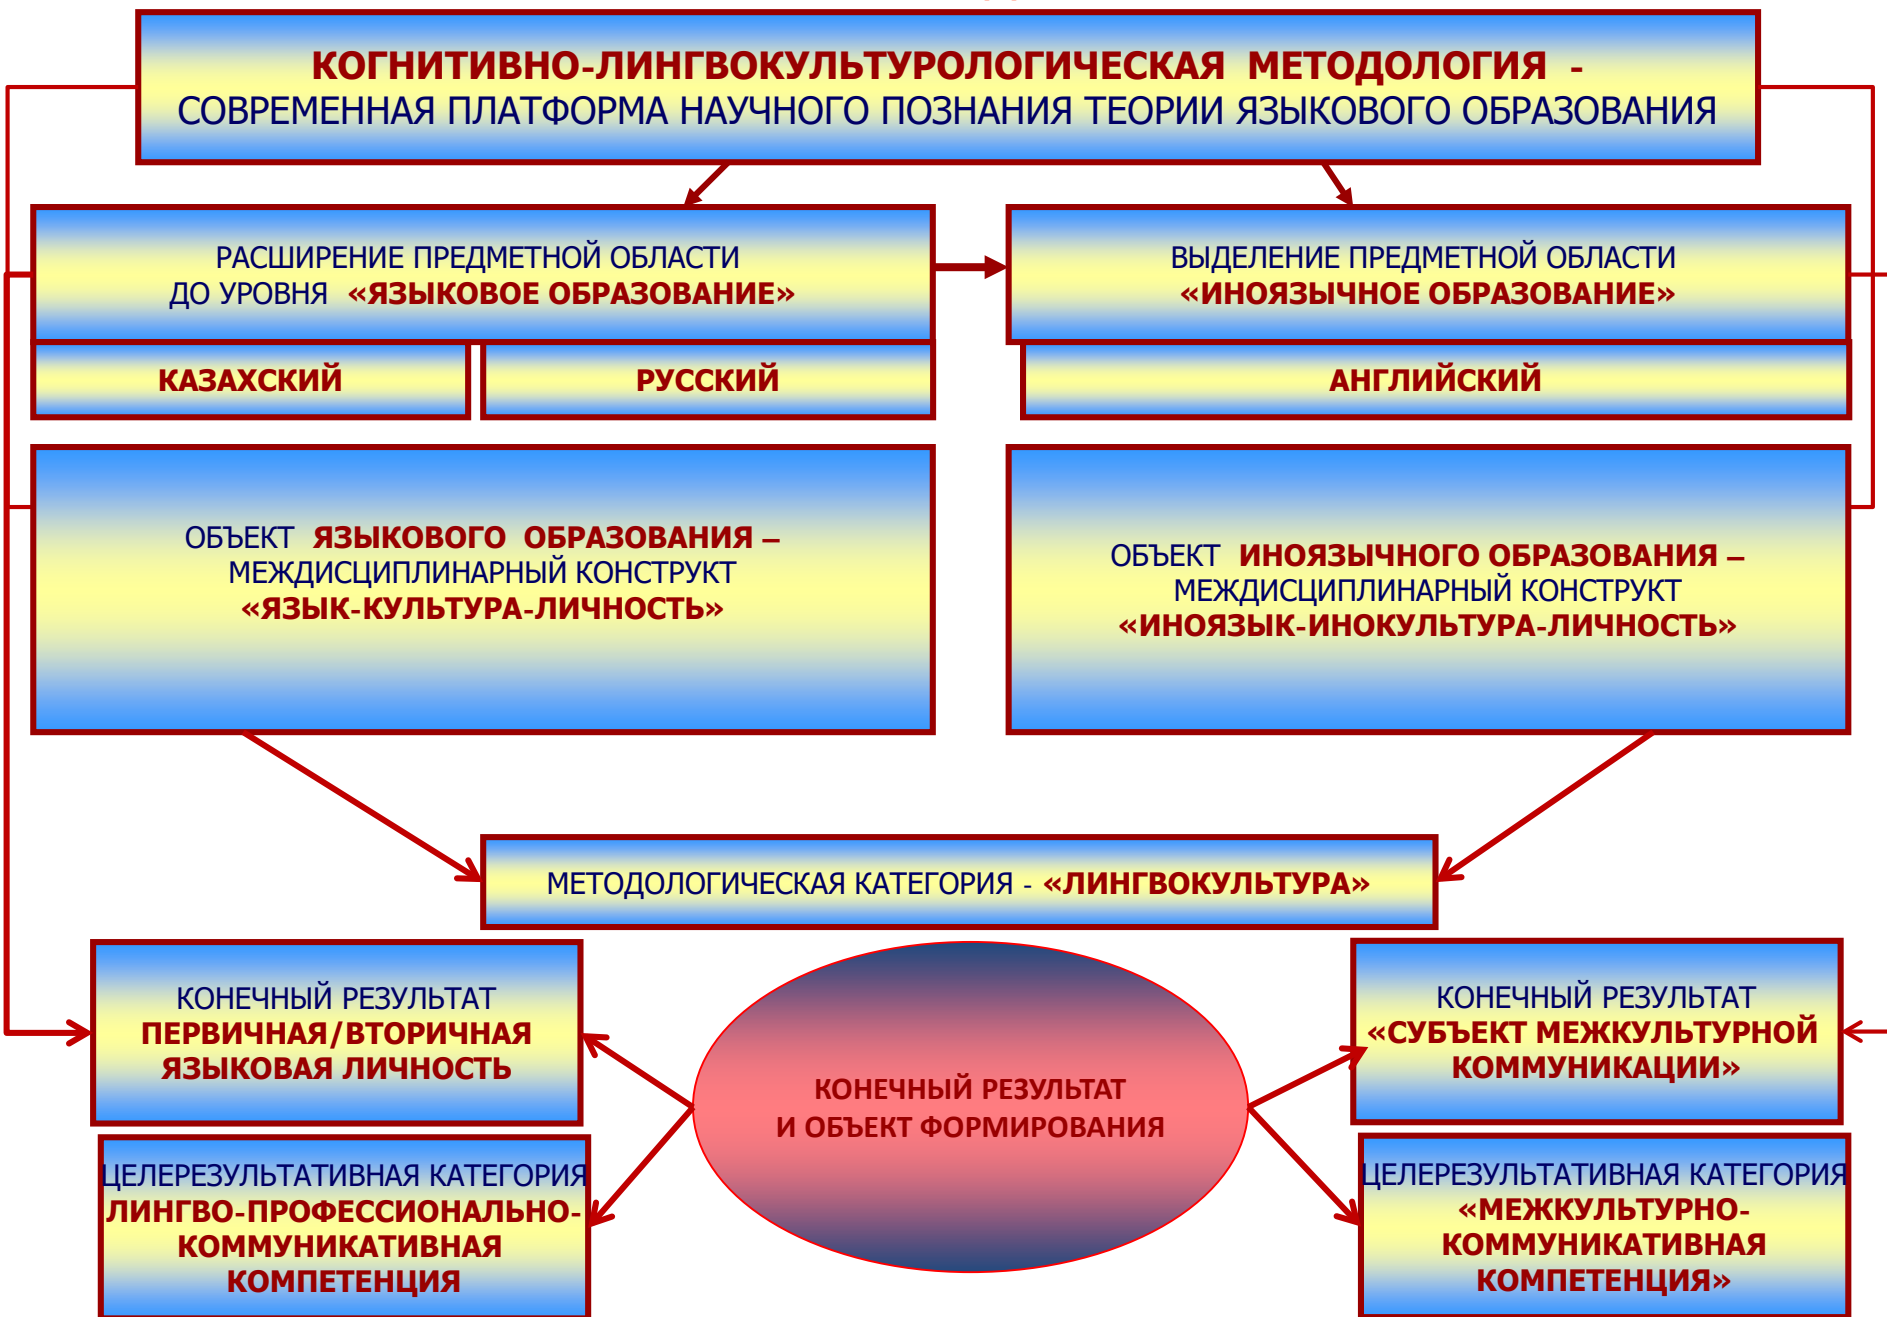 КОГНИТИВНО-ЛИНГВОКУЛЬТУРОЛОГИЧЕСКАЯ МЕТОДОЛОГИЯ -
СОВРЕМЕННАЯ ПЛАТФОРМА НАУЧНОГО ПОЗНАНИЯ ТЕОРИИ ЯЗЫКОВОГО ОБРАЗОВАНИЯ
РАСШИРЕНИЕ ПРЕДМЕТНОЙ ОБЛАСТИ
ДО УРОВНЯ «ЯЗЫКОВОЕ ОБРАЗОВАНИЕ»
ВЫДЕЛЕНИЕ ПРЕДМЕТНОЙ ОБЛАСТИ
«ИНОЯЗЫЧНОЕ ОБРАЗОВАНИЕ»
КАЗАХСКИЙ
РУССКИЙ
АНГЛИЙСКИЙ
ОБЪЕКТ ЯЗЫКОВОГО ОБРАЗОВАНИЯ –
МЕЖДИСЦИПЛИНАРНЫЙ КОНСТРУКТ
«ЯЗЫК-КУЛЬТУРА-ЛИЧНОСТЬ»
ОБЪЕКТ ИНОЯЗЫЧНОГО ОБРАЗОВАНИЯ –
МЕЖДИСЦИПЛИНАРНЫЙ КОНСТРУКТ
«ИНОЯЗЫК-ИНОКУЛЬТУРА-ЛИЧНОСТЬ»
МЕТОДОЛОГИЧЕСКАЯ КАТЕГОРИЯ - «ЛИНГВОКУЛЬТУРА»
КОНЕЧНЫЙ РЕЗУЛЬТАТ
ПЕРВИЧНАЯ/ВТОРИЧНАЯ
ЯЗЫКОВАЯ ЛИЧНОСТЬ
КОНЕЧНЫЙ РЕЗУЛЬТАТ
И ОБЪЕКТ ФОРМИРОВАНИЯ
КОНЕЧНЫЙ РЕЗУЛЬТАТ
«СУБЪЕКТ МЕЖКУЛЬТУРНОЙ
КОММУНИКАЦИИ»
ЦЕЛЕРЕЗУЛЬТАТИВНАЯ КАТЕГОРИЯ
ЛИНГВО-ПРОФЕССИОНАЛЬНО-
КОММУНИКАТИВНАЯ
КОМПЕТЕНЦИЯ
ЦЕЛЕРЕЗУЛЬТАТИВНАЯ КАТЕГОРИЯ
«МЕЖКУЛЬТУРНО-
КОММУНИКАТИВНАЯ
КОМПЕТЕНЦИЯ»